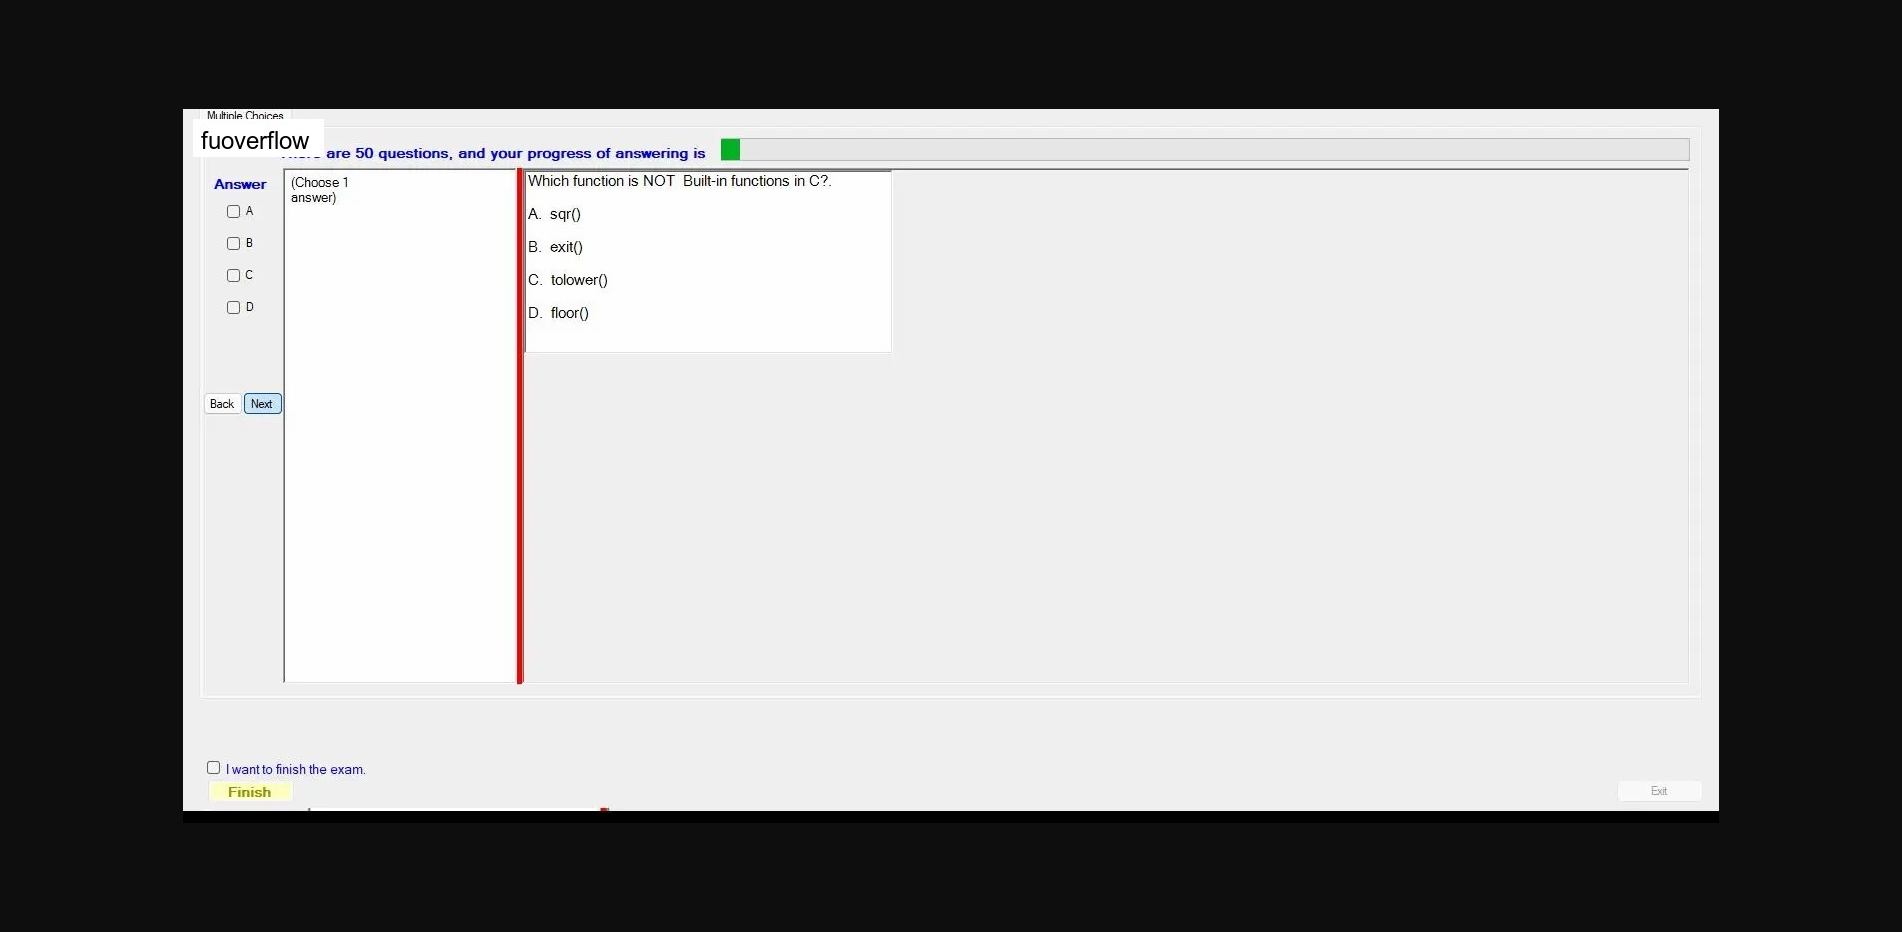 Multiple Choices
fuoverflow
are 50 questions, and your progress of answering is
Answer
A
B
C
D
Back Next
(Choose 1
answer)
Which function is NOT  Built-in functions in C?.
A.  sqr()
B.  exit()
C.  tolower()
D.  floor()
I want to finish the exam.
Finish
Exit